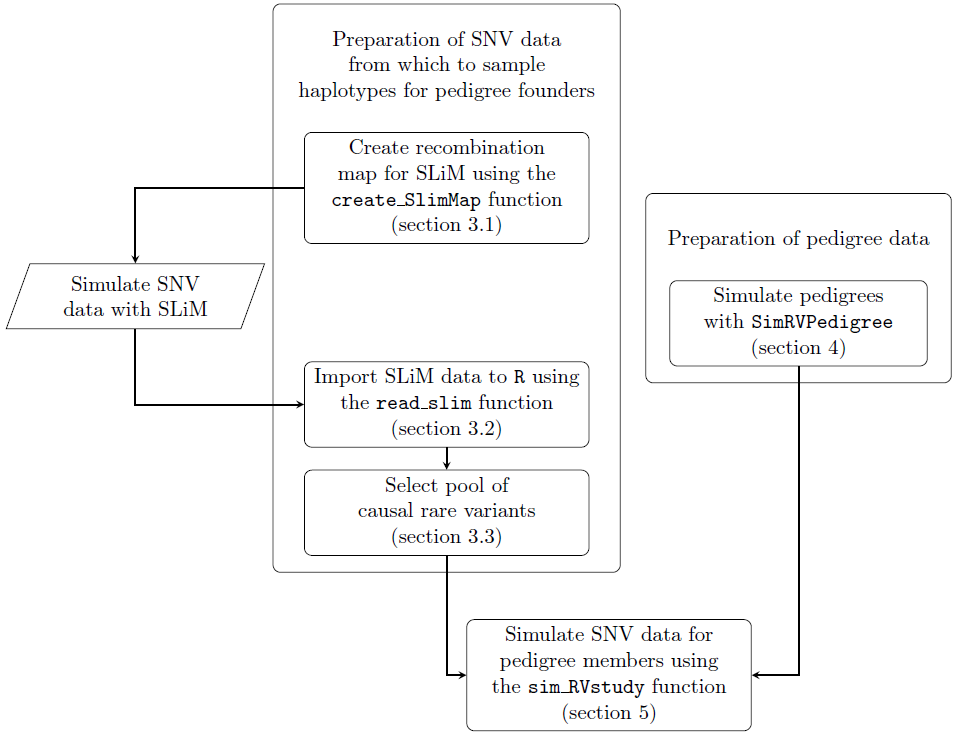 Preparation of SNV data
from which to sample
haplotypes for pedigree founders
Create recombination
map for SLiM using the
create_SlimMap function
(section 3.1)
Simulate SNV
data with SLiM
Import SLiM data to R using
the read_slim function
(section 3.2)
Select pool of
causal rare variants
(section 3.3)
Preparation of pedigree data
Simulate pedigrees
with SimRVPedigree
(section 4)
Simulate SNV data for
pedigree members using
the sim_RVstudy function
(section 5)